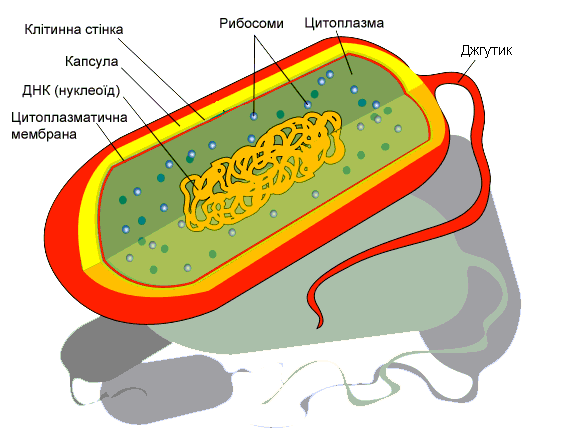 Клітинна стінка
Рибосоми
Цитоплазма
Джгутик
Капсула
ДНК (нуклеоїд)
Цитоплазматична
мембрана